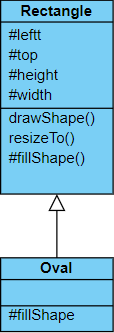 Rectangle
#leftt
#top
#height
#width
drawShape()
resizeTo()
#fillShape()
Oval
#fillShape